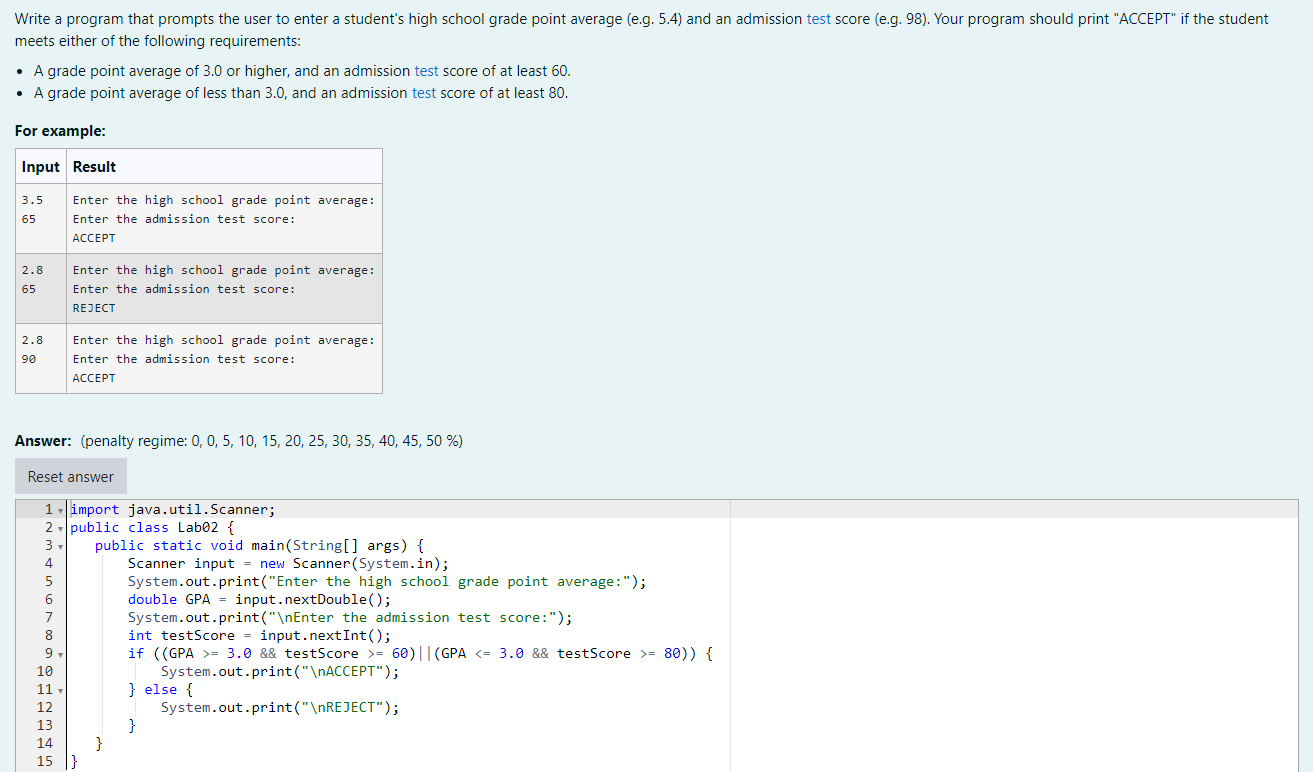 Write a program that prompts the user to enter a student's high school grade point average (e.g. 5.4) and an admission test score (e.g. 98). Your program should print "ACCEPT" if the student
meets either of the following requirements:
• A grade point average of 3.0 or higher, and an admission test score of at least 60.
• A grade point average of less than 3.0, and an admission test score of at least 80.
For example:
Input Result
3.5 Enter the high school grade point average:
65 Enter the admission test score:
ACCEPT
2.8 Enter the high school grade point average:
65 Enter the admission test score:
REJECT
2.8 Enter the high school grade point average:
90 Enter the admission test score:
ACCEPT
Answer: (penalty regime: 0, 0, 5, 10, 15, 20, 25, 30, 35, 40, 45, 50 %)
Reset answer
1 import java.util.Scanner;
2 public class Lab02 {
3 public static void main(String[] args) {
4 Scanner input = new Scanner(System.in);
5 System.out.print("Enter the high school grade point average:");
6 double GPA = input.nextDouble();
7 System.out.print("\nEnter the admission test score:");
8 int testScore = input.nextInt();
9 if ((GPA >= 3.0 && testScore >= 60)||(GPA <= 3.0 && testScore >= 80)) {
10 System.out.print("\nACCEPT");
11 } else {
12 System.out.print("\nREJECT");
13 }
14 }
15 }